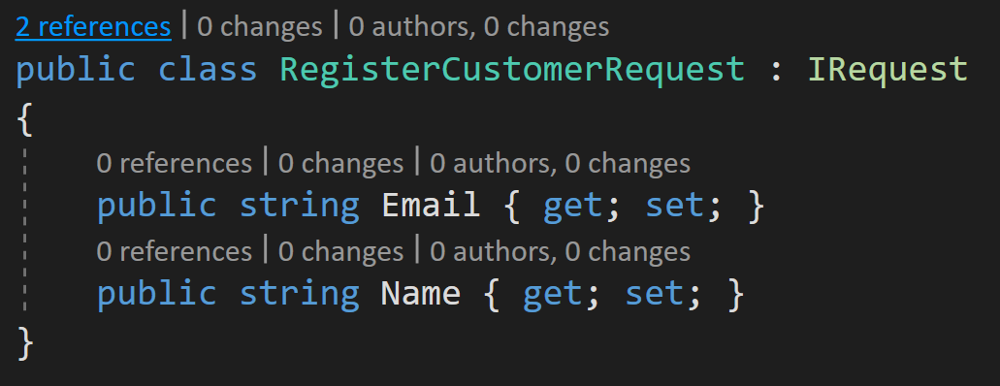 2 references | 0 changes | 0 authors, 0 changes
public class RegisterCustomerRequest : IRequest
{
0 references | 0 changes | 0 authors, 0 changes
public string Email { get; set; }
0 references | 0 changes | 0 authors, 0 changes
public string Name { get; set; }
}